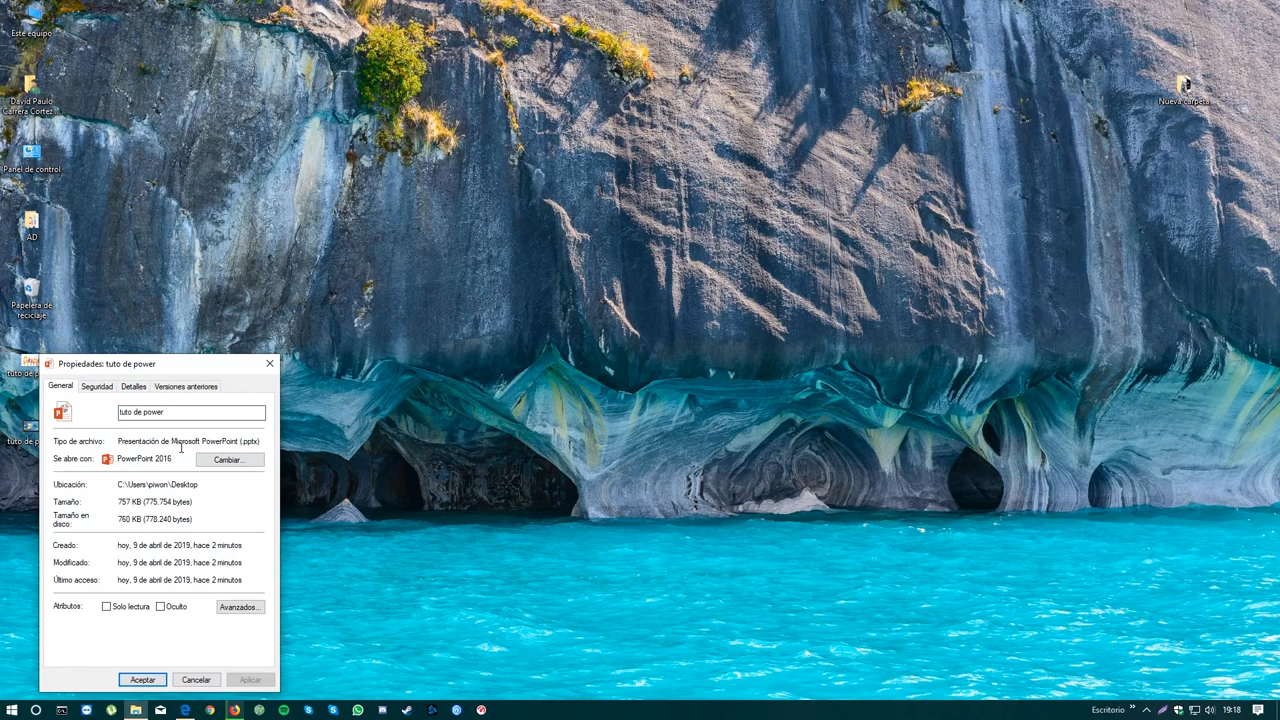 Este equipo
David Paulo
Carrera Cortez ...
Panel de control
AD
Papelera de
reciclaje
Nueva carpeta
Propiedades: tuto de power
General
Seguridad
Detalles
Versiones anteriores
tuto de power
Tipo de archivo:
Presentación de Microsoft PowerPoint (.pptx)
Se abre con:
PowerPoint 2016
Cambiar...
Ubicación:
C:\Users\piwon\Desktop
Tamaño:
757 KB (775.754 bytes)
Tamaño en
disco:
760 KB (778.240 bytes)
Creado:
hoy, 9 de abril de 2019, hace 2 minutos
Modificado:
hoy, 9 de abril de 2019, hace 2 minutos
Último acceso:
hoy, 9 de abril de 2019, hace 2 minutos
Atributos:
Solo lectura
Oculto
Avanzados...
Aceptar
Cancelar
Aplicar
Escritorio
19:18